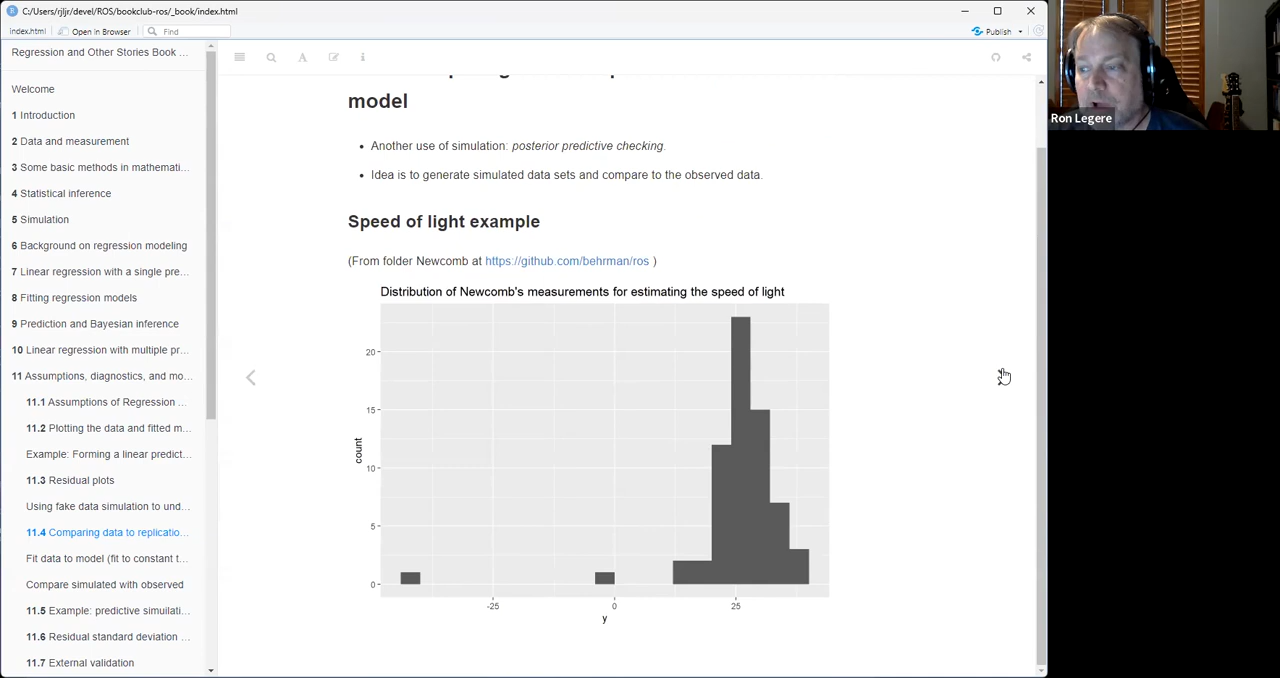 C:/Users/rjljr/devel/ROS/bookclub-ros/_book/index.html
index.html
Open in Browser
Find
Publish
Regression and Other Stories Book ...
Welcome
1 Introduction
2 Data and measurement
3 Some basic methods in mathemati...
4 Statistical inference
5 Simulation
6 Background on regression modeling
7 Linear regression with a single pre...
8 Fitting regression models
9 Prediction and Bayesian inference
10 Linear regression with multiple pr...
11 Assumptions, diagnostics, and mo...
11.1 Assumptions of Regression ...
11.2 Plotting the data and fitted m...
Example: Forming a linear predict...
11.3 Residual plots
Using fake data simulation to und...
11.4 Comparing data to replicatio...
Fit data to model (fit to constant t...
Compare simulated with observed
11.5 Example: predictive simuilati...
11.6 Residual standard deviation ...
11.7 External validation
model
• Another use of simulation: posterior predictive checking.
• Idea is to generate simulated data sets and compare to the observed data.
Speed of light example
(From folder Newcomb at https://github.com/behrman/ros )
Distribution of Newcomb's measurements for estimating the speed of light
count
20
15
10
5
0
-25
0
25
y
Ron Legere